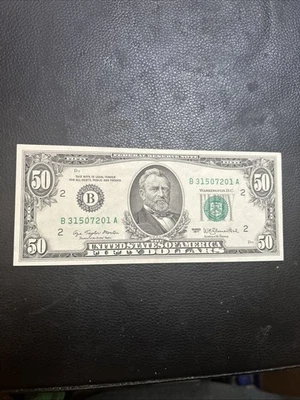 FEDERAL RESERVE NOTE
THIS NOTE IS LEGAL TENDER
FOR ALL DEBTS, PUBLIC AND PRIVATE
50
50
B 31507201 A
WASHINGTON, D.C.
2
2
B
B 31507201 A
2
2
50
50
UNITED STATES OF AMERICA
FIFTY DOLLARS